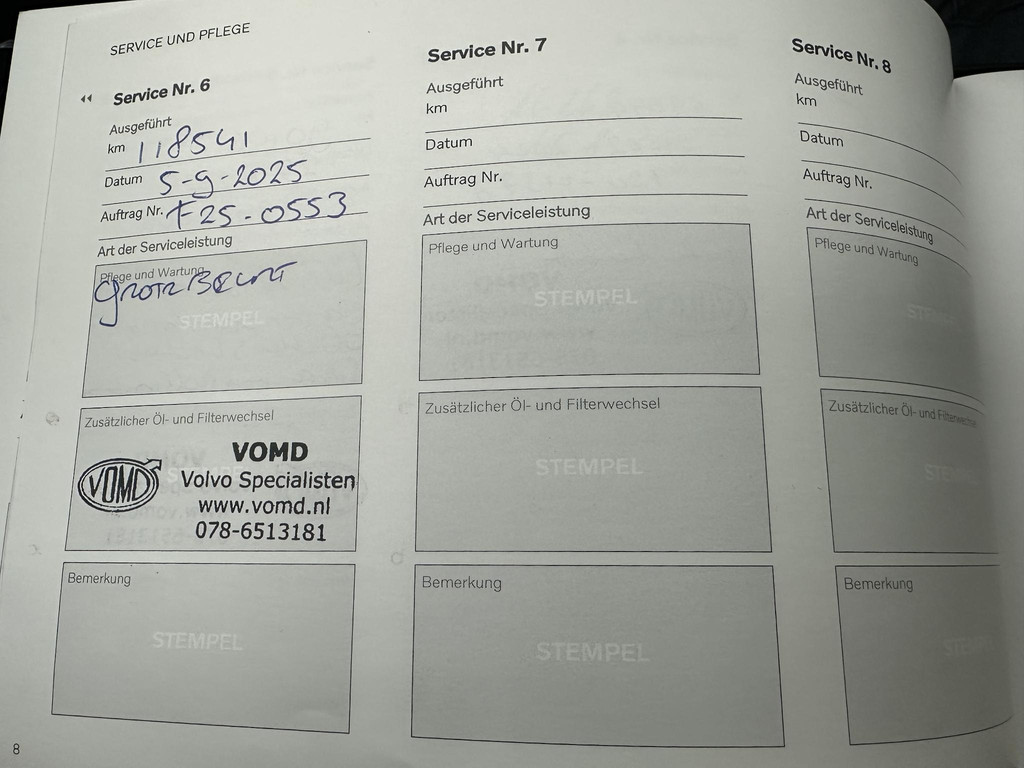 SERVICE UND PFLEGE
Service Nr. 6
Ausgeführt
km 118541
Datum 5-9-2025
Auftrag Nr. F25-0553
Art der Serviceleistung
Pflege und Wartung
STEMPEL
Zusätzlicher Öl- und Filterwechsel
VOMD
VOMD
Volvo Specialisten
www.vomd.nl
078-6513181
Bemerkung
STEMPEL
Service Nr. 7
Ausgeführt
km
Datum
Auftrag Nr.
Art der Serviceleistung
Pflege und Wartung
STEMPEL
Zusätzlicher Öl- und Filterwechsel
STEMPEL
Bemerkung
STEMPEL
Service Nr. 8
Ausgeführt
km
Datum
Auftrag Nr.
Art der Serviceleistung
Pflege und Wartung
Zusätzlicher Öl- und Filterwechsel
Bemerkung
8